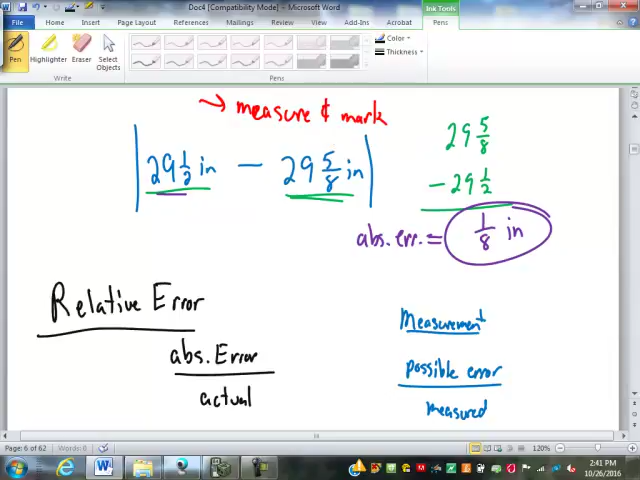 Doc4 [Compatibility Mode] - Microsoft Word
Ink Tools
File Home Insert Page Layout References Mailings Review View Add-Ins Acrobat Pens
Pen Highlighter Eraser Select Objects
Color
Thickness
Write Pens
→ measure & mark
|29 1/2 in − 29 5/8 in|
29 5/8
− 29 1/2
abs. err. = 1/8 in
Relative Error
abs. Error
actual
Measurement
possible error
measured
Page: 6 of 62 Words: 0 120%
2:41 PM
10/26/2016